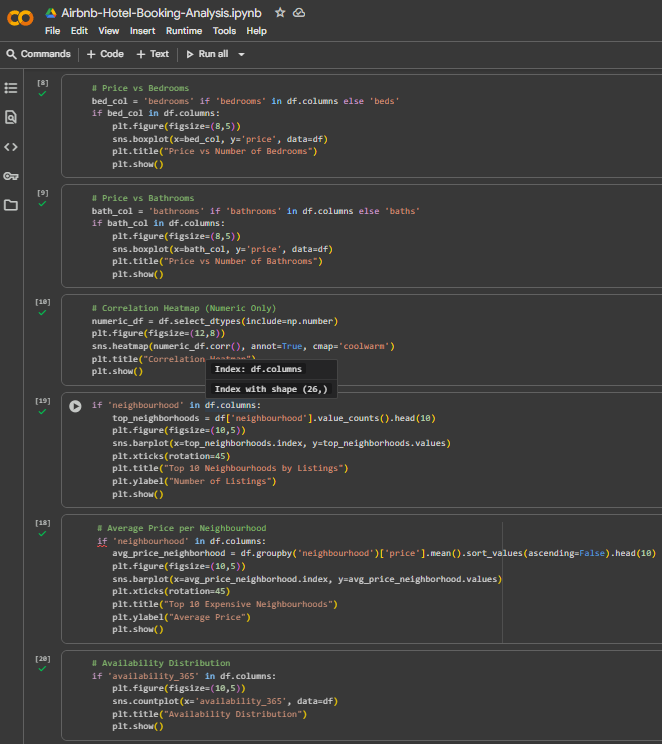 Airbnb-Hotel-Booking-Analysis.ipynb
File Edit View Insert Runtime Tools Help
Commands + Code + Text Run all
[8]
# Price vs Bedrooms
bed_col = 'bedrooms' if 'bedrooms' in df.columns else 'beds'
if bed_col in df.columns:
    plt.figure(figsize=(8,5))
    sns.boxplot(x=bed_col, y='price', data=df)
    plt.title("Price vs Number of Bedrooms")
    plt.show()
[9]
# Price vs Bathrooms
bath_col = 'bathrooms' if 'bathrooms' in df.columns else 'baths'
if bath_col in df.columns:
    plt.figure(figsize=(8,5))
    sns.boxplot(x=bath_col, y='price', data=df)
    plt.title("Price vs Number of Bathrooms")
    plt.show()
[10]
# Correlation Heatmap (Numeric Only)
numeric_df = df.select_dtypes(include=np.number)
plt.figure(figsize=(12,8))
sns.heatmap(numeric_df.corr(), annot=True, cmap='coolwarm')
plt.title("Correlation Heatmap")
plt.show()
Index: df.columns
Index with shape (26,)
[19]
if 'neighbourhood' in df.columns:
    top_neighborhoods = df['neighbourhood'].value_counts().head(10)
    plt.figure(figsize=(10,5))
    sns.barplot(x=top_neighborhoods.index, y=top_neighborhoods.values)
    plt.xticks(rotation=45)
    plt.title("Top 10 Neighbourhoods by Listings")
    plt.ylabel("Number of Listings")
    plt.show()
[18]
# Average Price per Neighbourhood
if 'neighbourhood' in df.columns:
    avg_price_neighborhood = df.groupby('neighbourhood')['price'].mean().sort_values(ascending=False).head(10)
    plt.figure(figsize=(10,5))
    sns.barplot(x=avg_price_neighborhood.index, y=avg_price_neighborhood.values)
    plt.xticks(rotation=45)
    plt.title("Top 10 Expensive Neighbourhoods")
    plt.ylabel("Average Price")
    plt.show()
[20]
# Availability Distribution
if 'availability_365' in df.columns:
    plt.figure(figsize=(10,5))
    sns.countplot(x='availability_365', data=df)
    plt.title("Availability Distribution")
    plt.show()